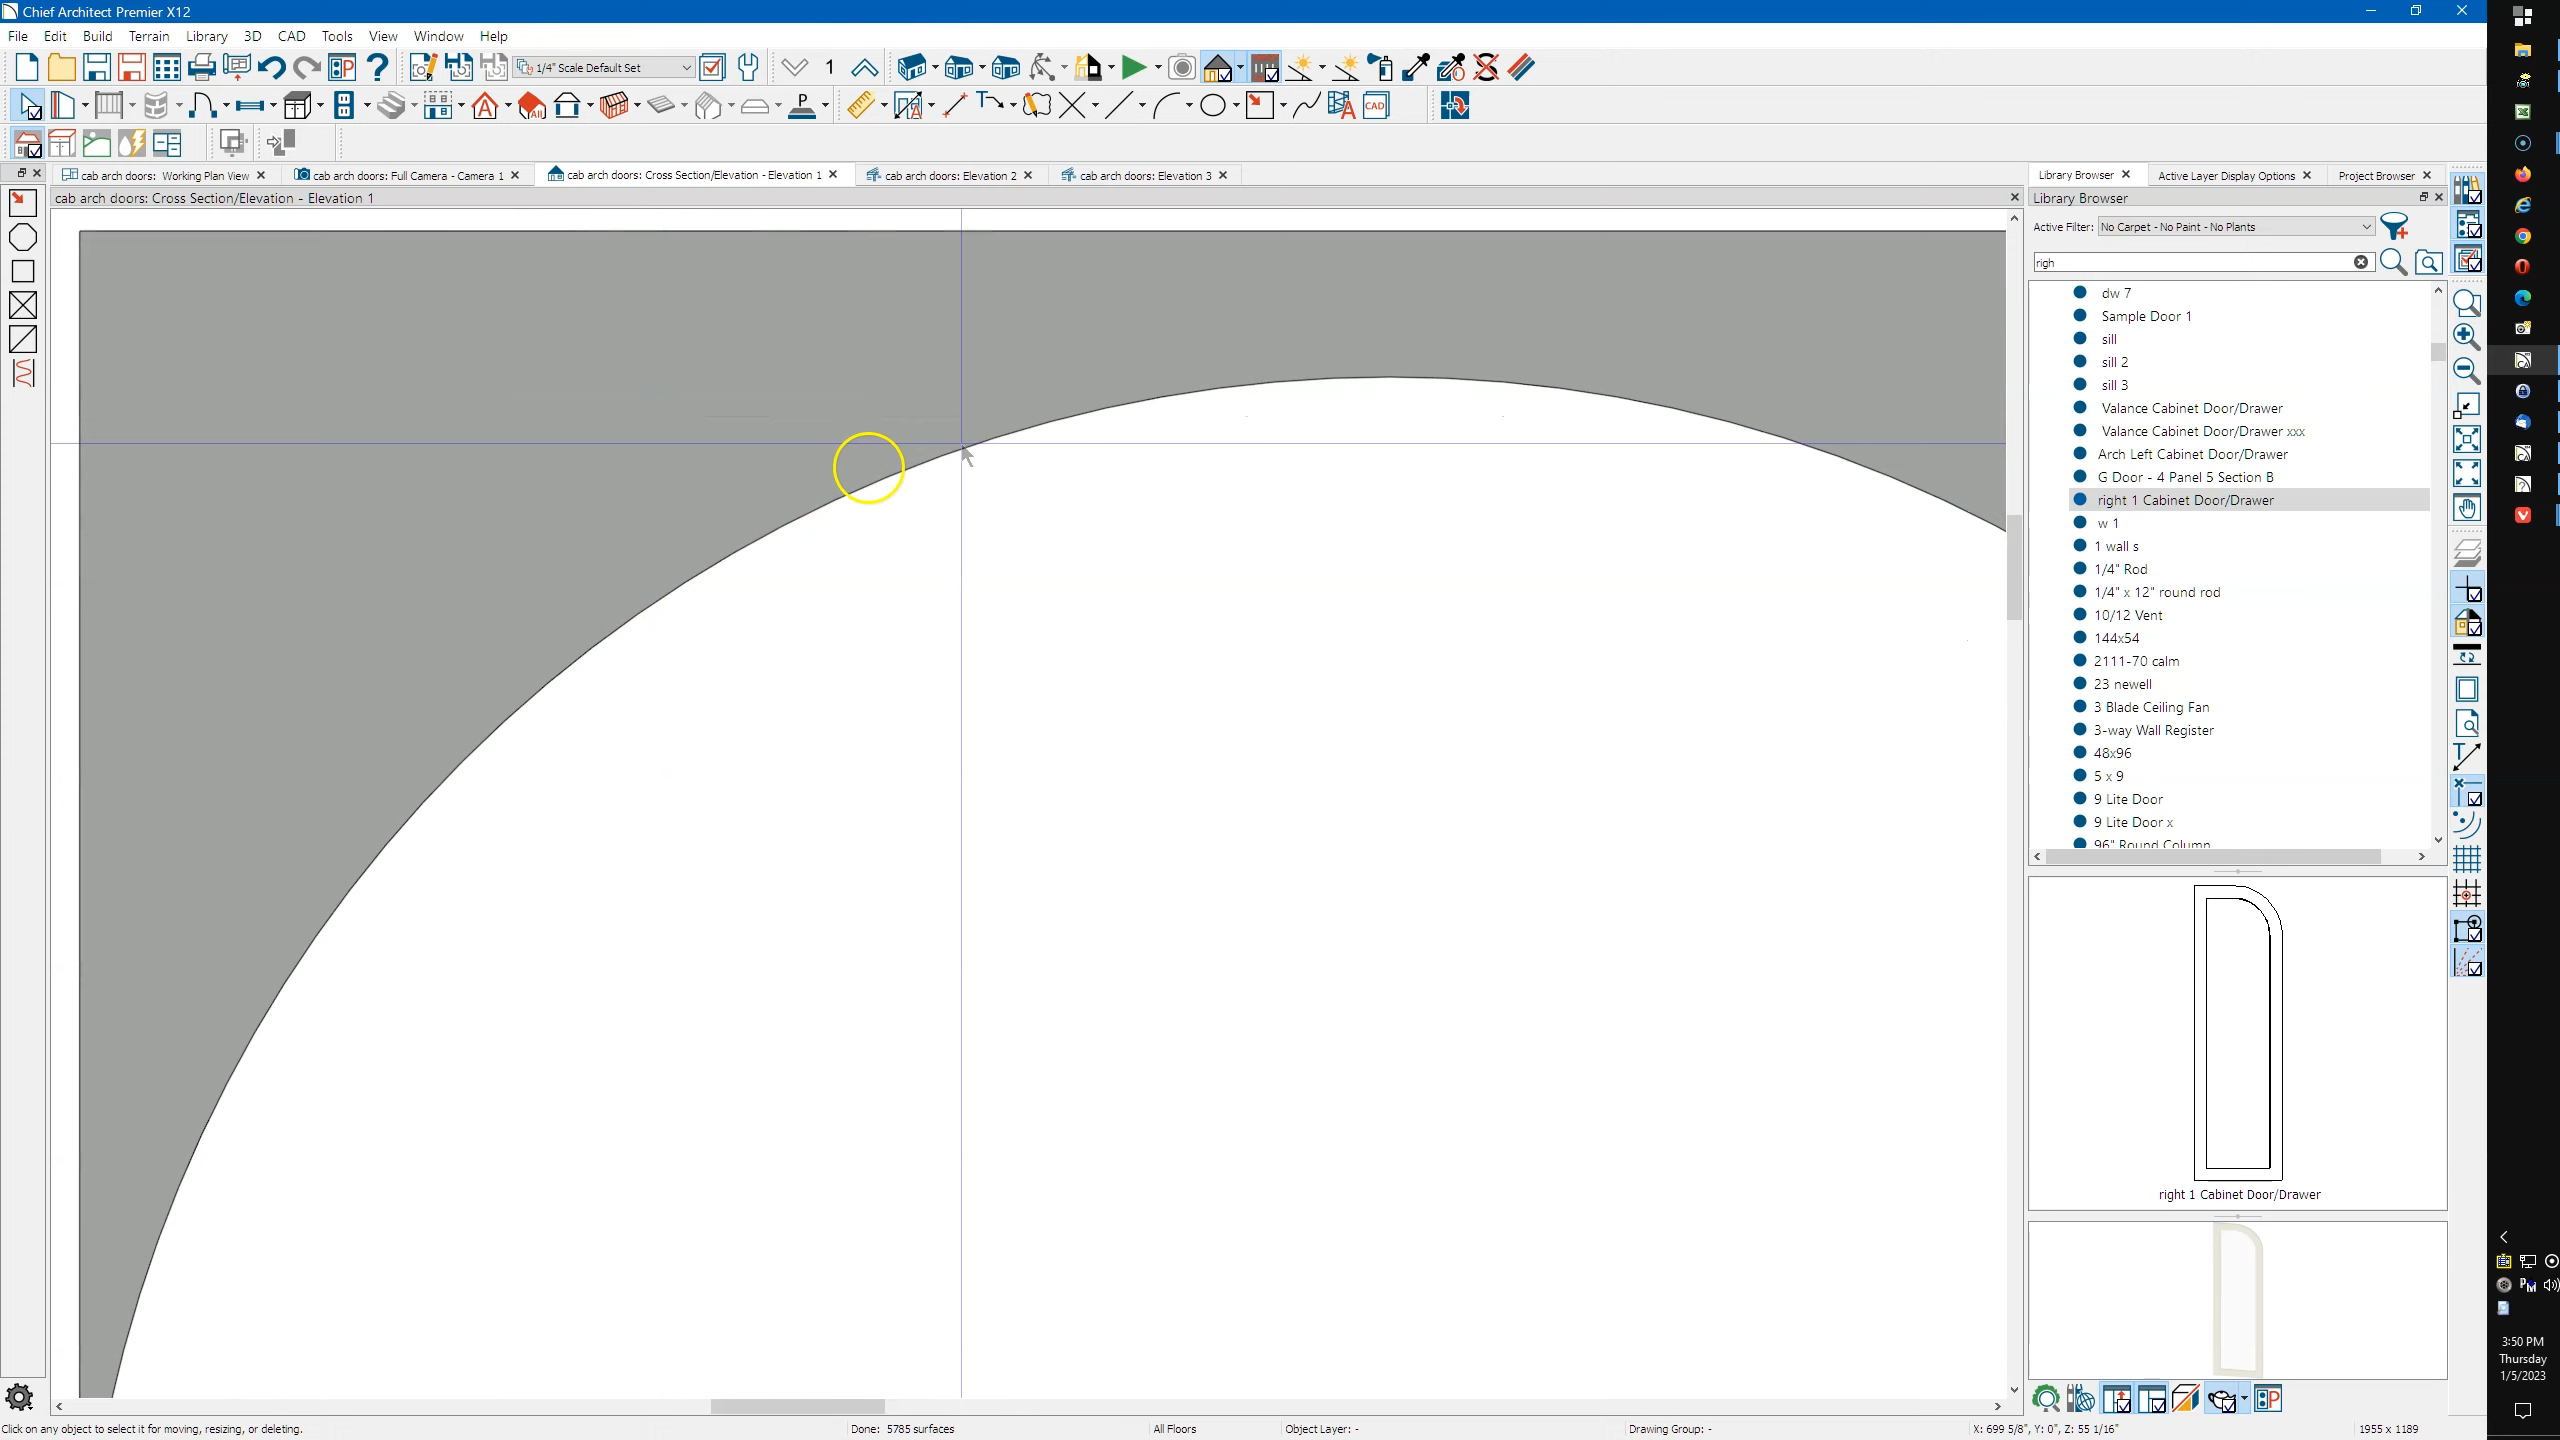 Chief Architect Premier X12
File Edit Build Terrain Library 3D CAD Tools View Window Help
1/4" Scale Default Set
1
CAD
cab arch doors: Working Plan View
cab arch doors: Full Camera - Camera 1
cab arch doors: Cross Section/Elevation - Elevation 1
cab arch doors: Elevation 2
cab arch doors: Elevation 3
Library Browser
Active Layer Display Options
Project Browser
cab arch doors: Cross Section/Elevation - Elevation 1
Library Browser
Active Filter: No Carpet - No Paint - No Plants
righ
dw 7
Sample Door 1
sill
sill 2
sill 3
Valance Cabinet Door/Drawer
Valance Cabinet Door/Drawer xxx
Arch Left Cabinet Door/Drawer
G Door - 4 Panel 5 Section B
right 1 Cabinet Door/Drawer
w 1
1 wall s
1/4" Rod
1/4" x 12" round rod
10/12 Vent
144x54
2111-70 calm
23 newell
3 Blade Ceiling Fan
3-way Wall Register
48x96
5 x 9
9 Lite Door
9 Lite Door x
96" Round Column
right 1 Cabinet Door/Drawer
3:50 PM
Thursday
1/5/2023
Click on any object to select it for moving, resizing, or deleting.
Done: 5785 surfaces
All Floors
Object Layer: -
Drawing Group: -
X: 699 5/8", Y: 0", Z: 55 1/16"
1955 x 1189